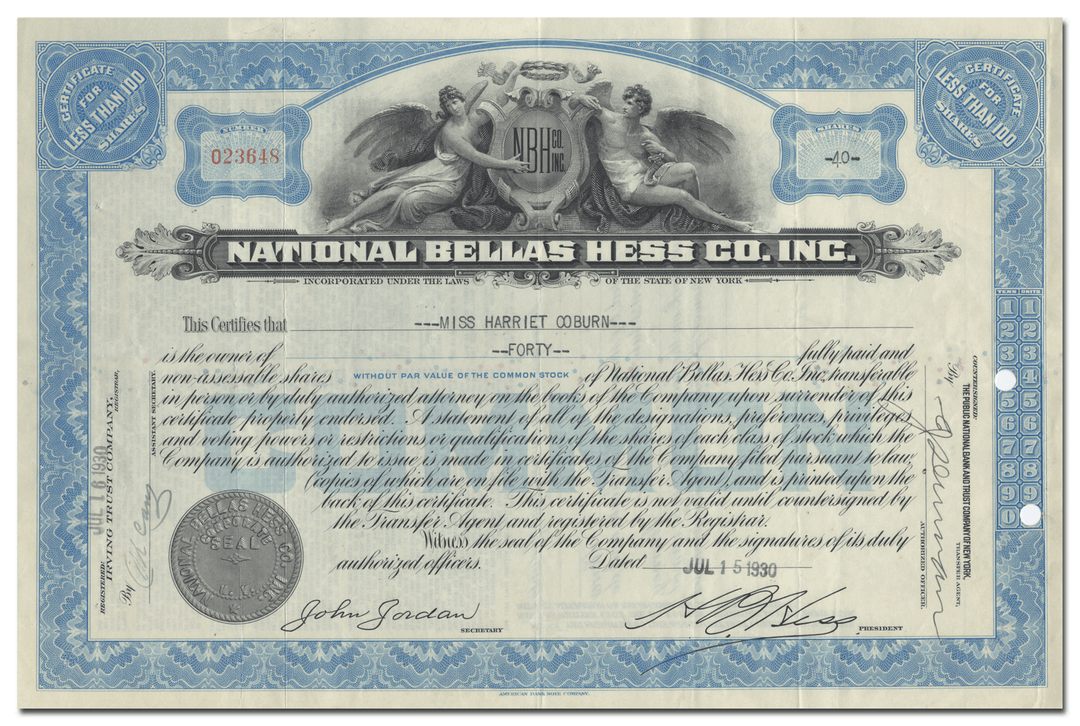 CERTIFICATE
FOR
LESS THAN 100
SHARES
CERTIFICATE
FOR
LESS THAN 100
SHARES
NUMBER
023648
NBH CO. INC.
SHARES
-40-
NATIONAL BELLAS HESS CO. INC.
INCORPORATED UNDER THE LAWS OF THE STATE OF NEW YORK
This Certifies that ---MISS HARRIET COBURN---
--FORTY--
is the owner of fully paid and
non-assessable shares WITHOUT PAR VALUE OF THE COMMON STOCK of National Bellas Hess Co. Inc., transferable
in person or by duly authorized attorney on the books of the Company upon surrender of this
certificate properly endorsed. A statement of all of the designations, preferences, privileges
and voting powers or restrictions or qualifications of the shares of each class of stock which the
Company is authorized to issue, is made in certificates of the Company filed pursuant to law
(copies of which are on file with the Transfer Agent), and is printed upon the
back of this certificate. This certificate is not valid until countersigned by
the Transfer Agent and registered by the Registrar.
Witness the seal of the Company and the signatures of its duly
authorized officers. Dated JUL 15 1930
COMMON
John Jordan
SECRETARY
PRESIDENT
NATIONAL BELLAS HESS CO. INC.
SEAL
N.Y.
REGISTERED:
IRVING TRUST COMPANY,
REGISTRAR,
JUL 16 1930
By
ASSISTANT SECRETARY.
COUNTERSIGNED:
THE PUBLIC NATIONAL BANK AND TRUST COMPANY OF NEW YORK,
TRANSFER AGENT,
By
AUTHORIZED OFFICER.
TENS UNITS
1 1
2 2
3 3
4
5 5
6 6
7 7
8 8
9 9
0
AMERICAN BANK NOTE COMPANY.